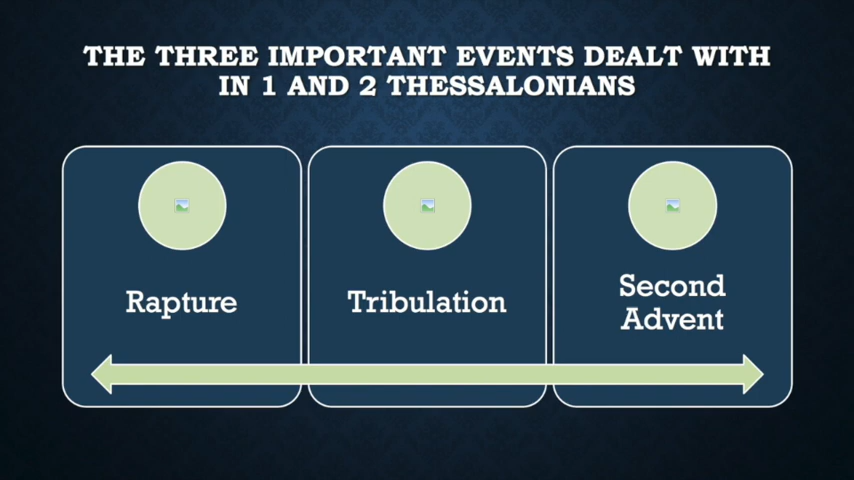 THE THREE IMPORTANT EVENTS DEALT WITH
IN 1 AND 2 THESSALONIANS
Rapture
Tribulation
Second
Advent